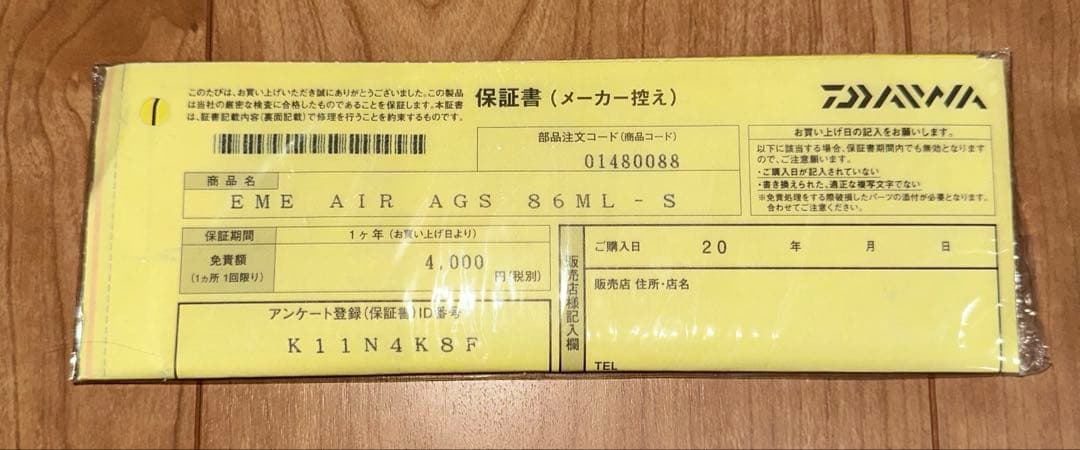 1
このたびは、お買い上げいただき誠にありがとうございました。この製品
は当社の厳密な検査に合格したものであることを保証します。本証書
は、証書記載内容(裏面記載)で修理を行うことを約束するものです。
保証書(メーカー控え)
DAIWA
部品注文コード(商品コード)
01480088
商品名
EME AIR AGS 86ML-S
お買い上げ日の記入をお願いします。
以下に該当する場合、保証書期間内でも無効となります
ので、ご注意願います。
・ご購入日が記入されていない
・書き換えられた、適正な複写文字でない
※免責処理をする際破損したパーツの添付が必要となります。
合わせてご注意ください。
保証期間 1ヶ年(お買い上げ日より)
免責額
(1ヵ所 1回限り)
4,000
円(税別)
アンケート登録(保証書)ID番号
K11N4K8F
販売店様記入欄
ご購入日 20 年 月 日
販売店 住所・店名
TEL